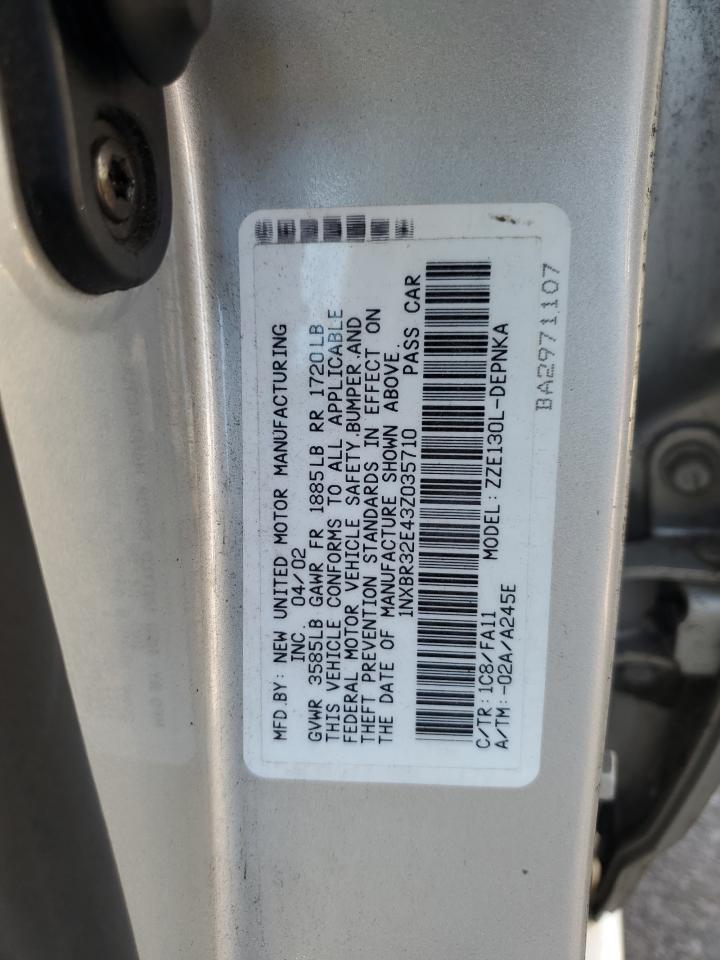 MFD.BY: NEW UNITED MOTOR MANUFACTURING
INC. 04/02
GVWR 3585LB GAWR FR 1885LB RR 1720LB
THIS VEHICLE CONFORMS TO ALL APPLICABLE
FEDERAL MOTOR VEHICLE SAFETY,BUMPER,AND
THEFT PREVENTION STANDARDS IN EFFECT ON
THE DATE OF MANUFACTURE SHOWN ABOVE.
1NXBR32E43Z035710 PASS CAR
C/TR:1C8/FA11 MODEL:ZZE130L-DEPNKA
A/TM:-02A/A245E
BA2971107